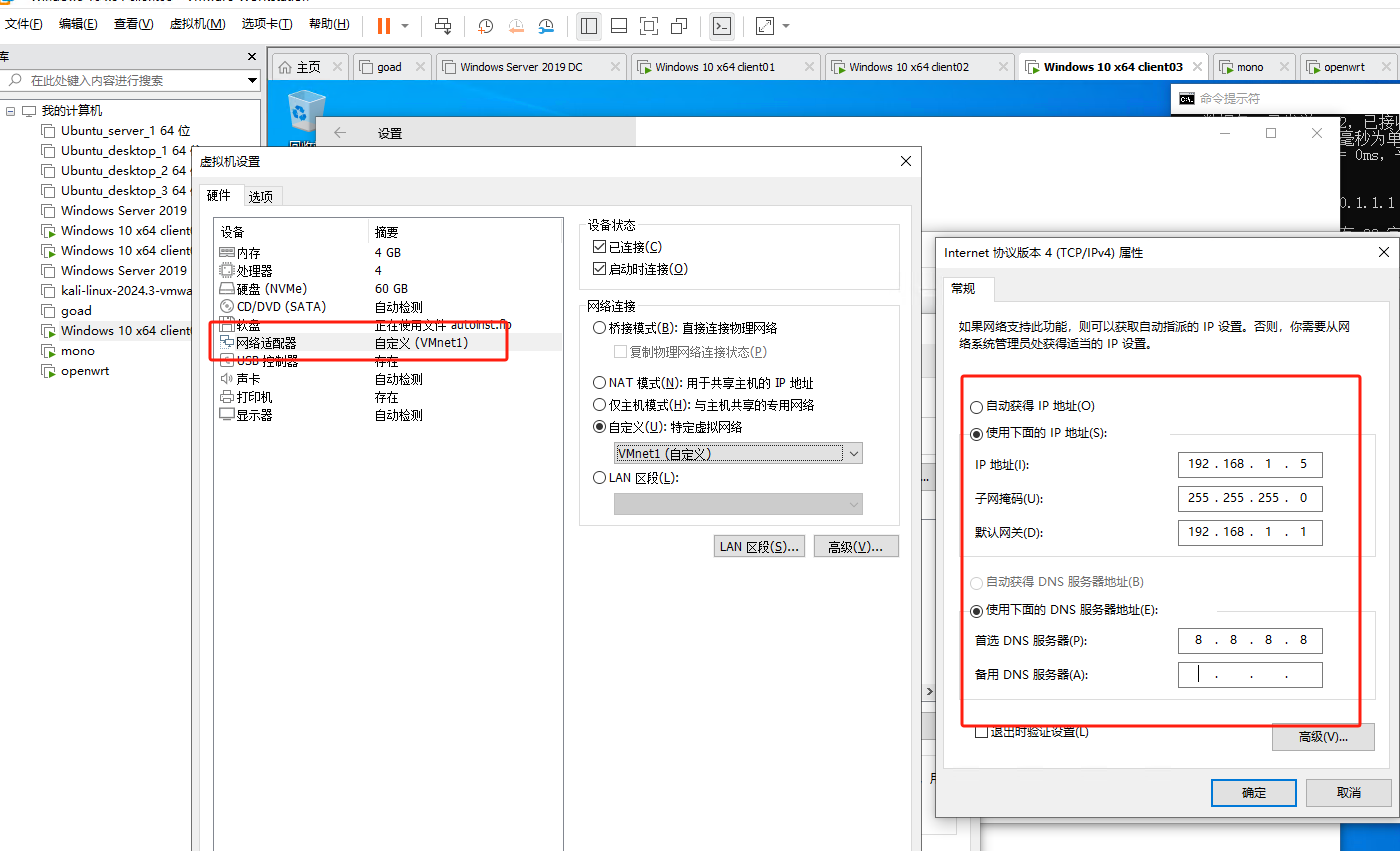 文件(F) 编辑(E) 查看(V) 虚拟机(M) 选项卡(T) 帮助(H)
库
在此处键入内容进行搜索
主页 goad Windows Server 2019 DC Windows 10 x64 client01 Windows 10 x64 client02 Windows 10 x64 client03 mono openwrt
我的计算机
Ubuntu_server_1 64 位
Ubuntu_desktop_1 64
Ubuntu_desktop_2 64
Ubuntu_desktop_3 64
Windows Server 2019
Windows 10 x64 client
Windows 10 x64 client
Windows Server 2019
kali-linux-2024.3-vmwa
goad
Windows 10 x64 client
mono
openwrt
命令提示符
2, 已接收
毫秒为单
= 0ms,
0.1.1.1
设置
虚拟机设置
硬件 选项
设备 摘要
内存 4 GB
处理器 4
硬盘 (NVMe) 60 GB
CD/DVD (SATA) 自动检测
软盘 正在使用文件 autoinst.flp
网络适配器 自定义 (VMnet1)
USB 控制器 存在
声卡 自动检测
打印机 存在
显示器 自动检测
设备状态
已连接(C)
启动时连接(O)
网络连接
桥接模式(B): 直接连接物理网络
复制物理网络连接状态(P)
NAT 模式(N): 用于共享主机的 IP 地址
仅主机模式(H): 与主机共享的专用网络
自定义(U): 特定虚拟网络
VMnet1 (自定义)
LAN 区段(L):
LAN 区段(S)... 高级(V)...
Internet 协议版本 4 (TCP/IPv4) 属性
常规
如果网络支持此功能，则可以获取自动指派的 IP 设置。否则，你需要从网
络系统管理员处获得适当的 IP 设置。
自动获得 IP 地址(O)
使用下面的 IP 地址(S):
IP 地址(I): 192 . 168 . 1 . 5
子网掩码(U): 255 . 255 . 255 . 0
默认网关(D): 192 . 168 . 1 . 1
自动获得 DNS 服务器地址(B)
使用下面的 DNS 服务器地址(E):
首选 DNS 服务器(P): 8 . 8 . 8 . 8
备用 DNS 服务器(A): . . .
退出时验证设置(L)
高级(V)...
确定 取消